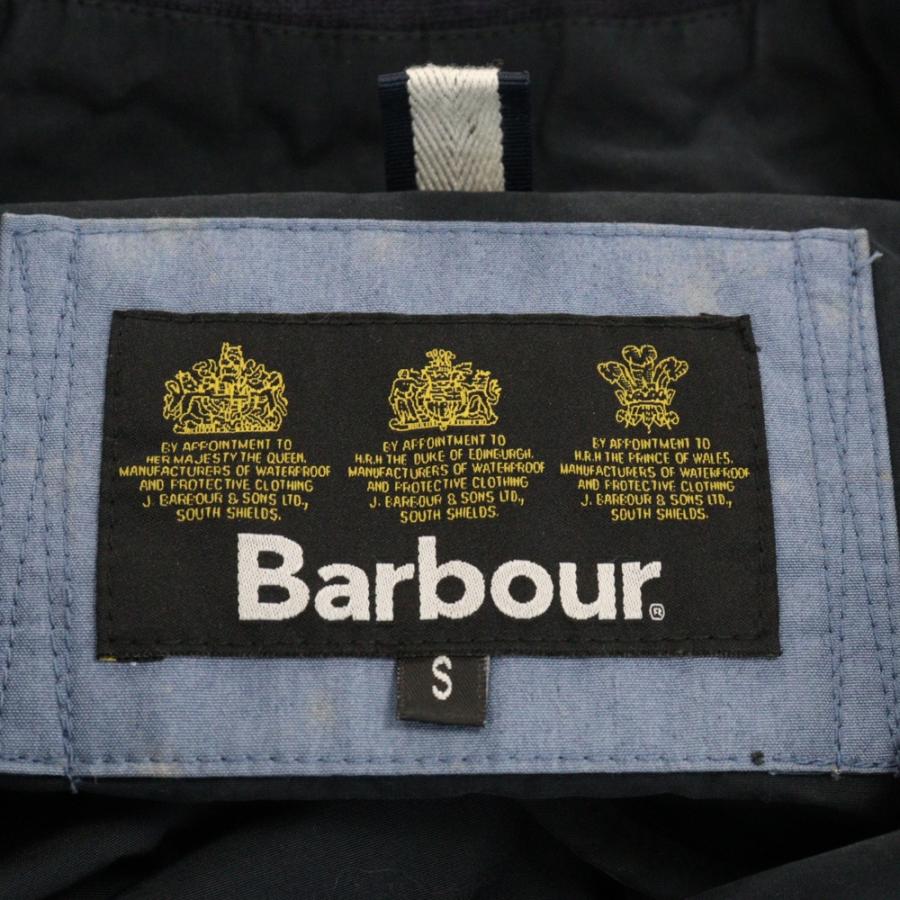 BY APPOINTMENT TO
HER MAJESTY THE QUEEN.
MANUFACTURERS OF WATERPROOF
AND PROTECTIVE CLOTHING
J. BARBOUR & SONS LTD.,
SOUTH SHIELDS.
BY APPOINTMENT TO
H.R.H. THE DUKE OF EDINBURGH.
MANUFACTURERS OF WATERPROOF
AND PROTECTIVE CLOTHING
J. BARBOUR & SONS LTD.,
SOUTH SHIELDS.
BY APPOINTMENT TO
H.R.H THE PRINCE OF WALES.
MANUFACTURERS OF WATERPROOF
AND PROTECTIVE CLOTHING
J. BARBOUR & SONS LTD.,
SOUTH SHIELDS.
Barbour®
S